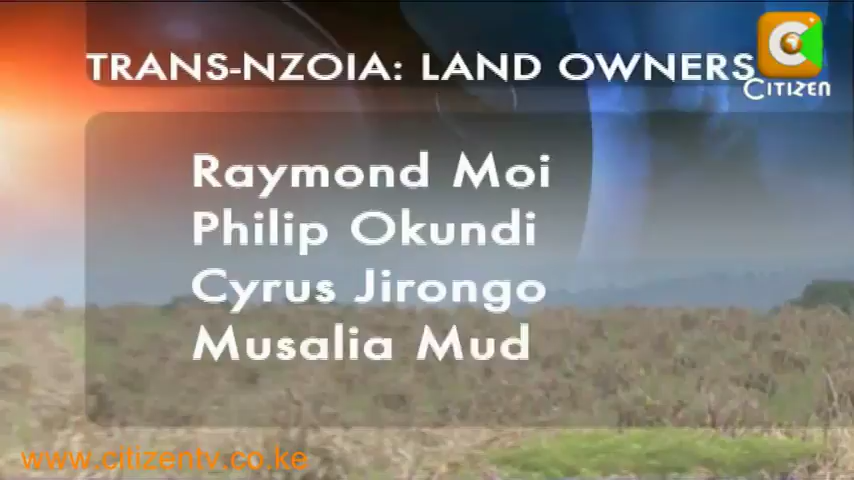 TRANS-NZOIA: LAND OWNERS
CITIZEN
Raymond Moi
Philip Okundi
Cyrus Jirongo
Musalia Mud
www.citizentv.co.ke